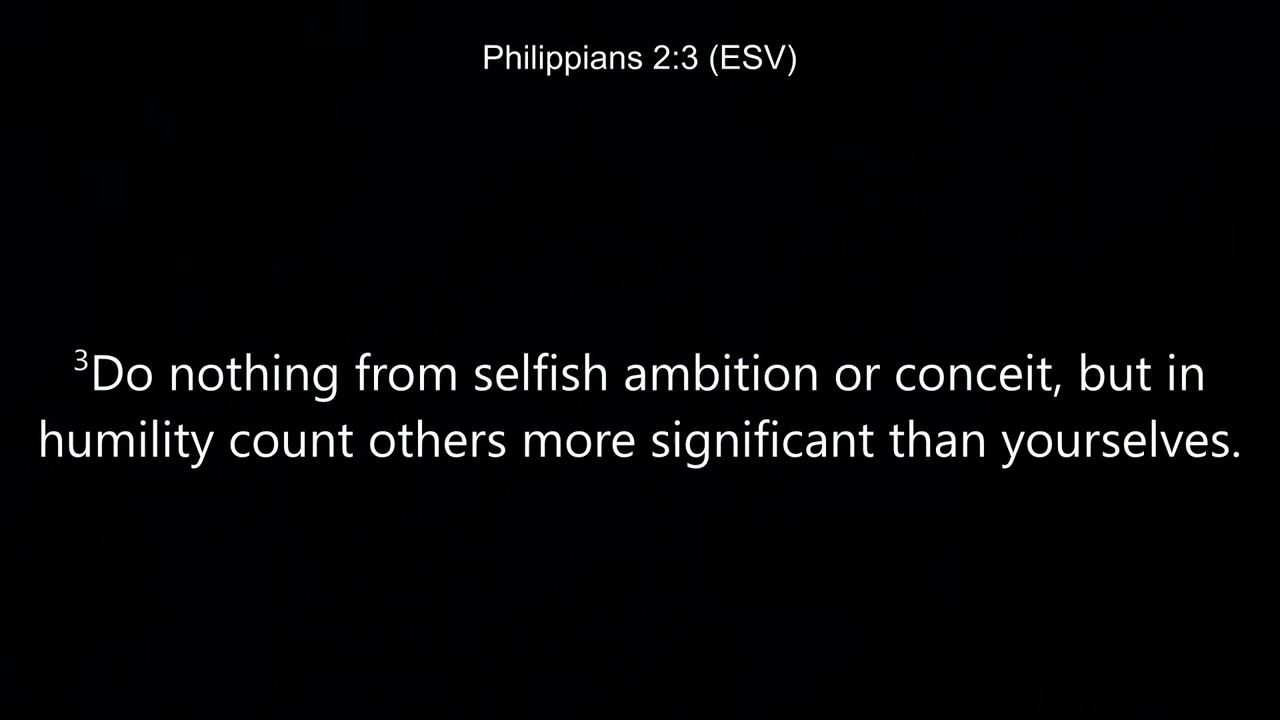 Philippians 2:3 (ESV)
³Do nothing from selfish ambition or conceit, but in
humility count others more significant than yourselves.